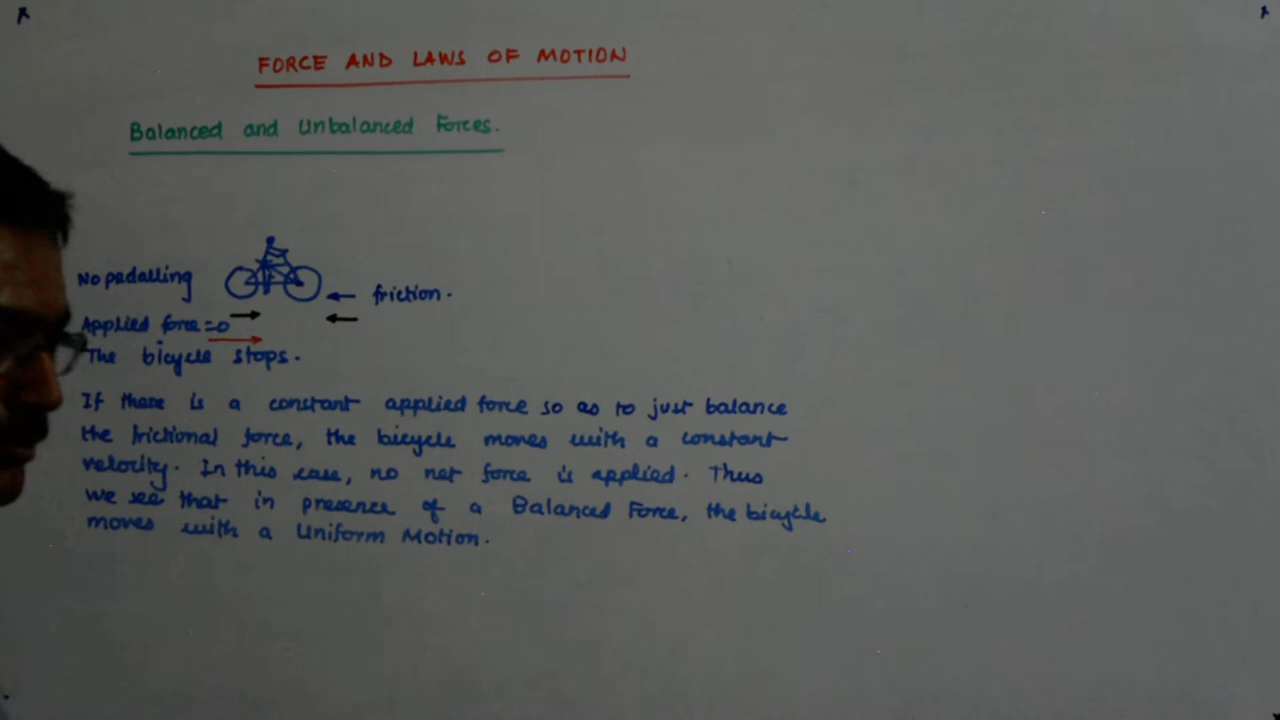 FORCE AND LAWS OF MOTION
Balanced and Unbalanced Forces.
No pedalling
friction.
Applied force=0
The bicycle stops.
If there is a constant applied force so as to just balance
the frictional force, the bicycle moves with a constant
velocity. In this case, no net force is applied. Thus
we see that in presence of a Balanced Force, the bicycle
moves with a Uniform Motion.